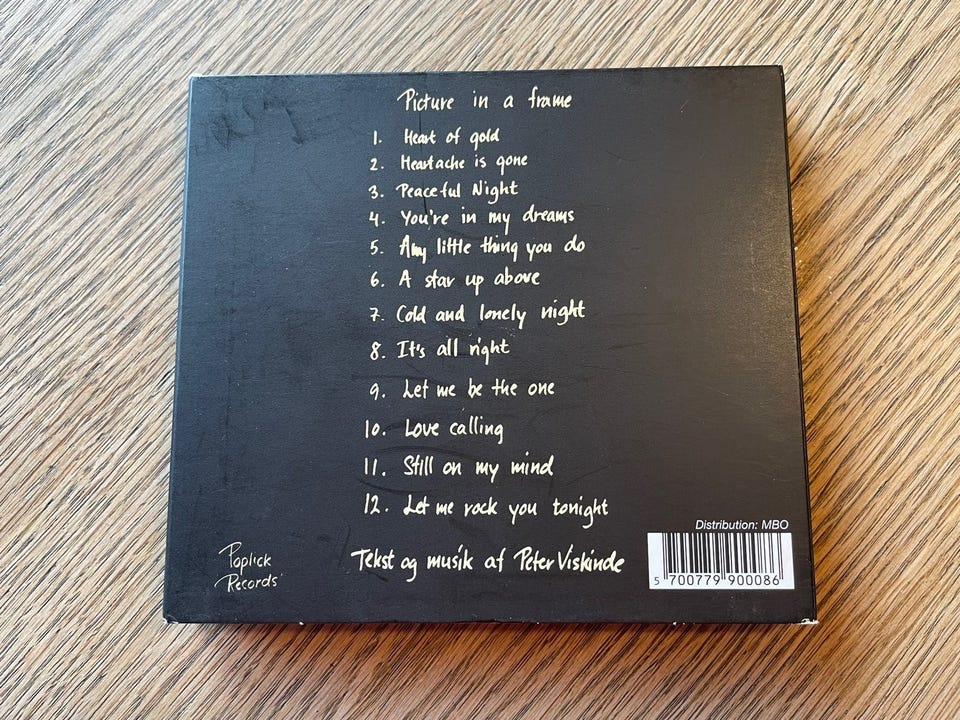 Picture in a frame
1. Heart of gold
2. Heartache is gone
3. Peaceful Night
4. You're in my dreams
5. Any little thing you do
6. A star up above
7. Cold and lonely night
8. It's all right
9. Let me be the one
10. Love calling
11. Still on my mind
12. Let me rock you tonight
Poplick
Records
Tekst og musik af Peter Viskinde
Distribution: MBO
5 700779 900086